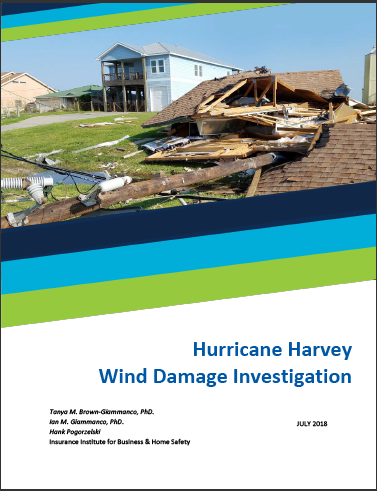 Hurricane Harvey
Wind Damage Investigation
Tanya M. Brown-Giammanco, PhD.
Ian M. Giammanco, PhD.
Hank Pogorzelski
Insurance Institute for Business & Home Safety
JULY 2018